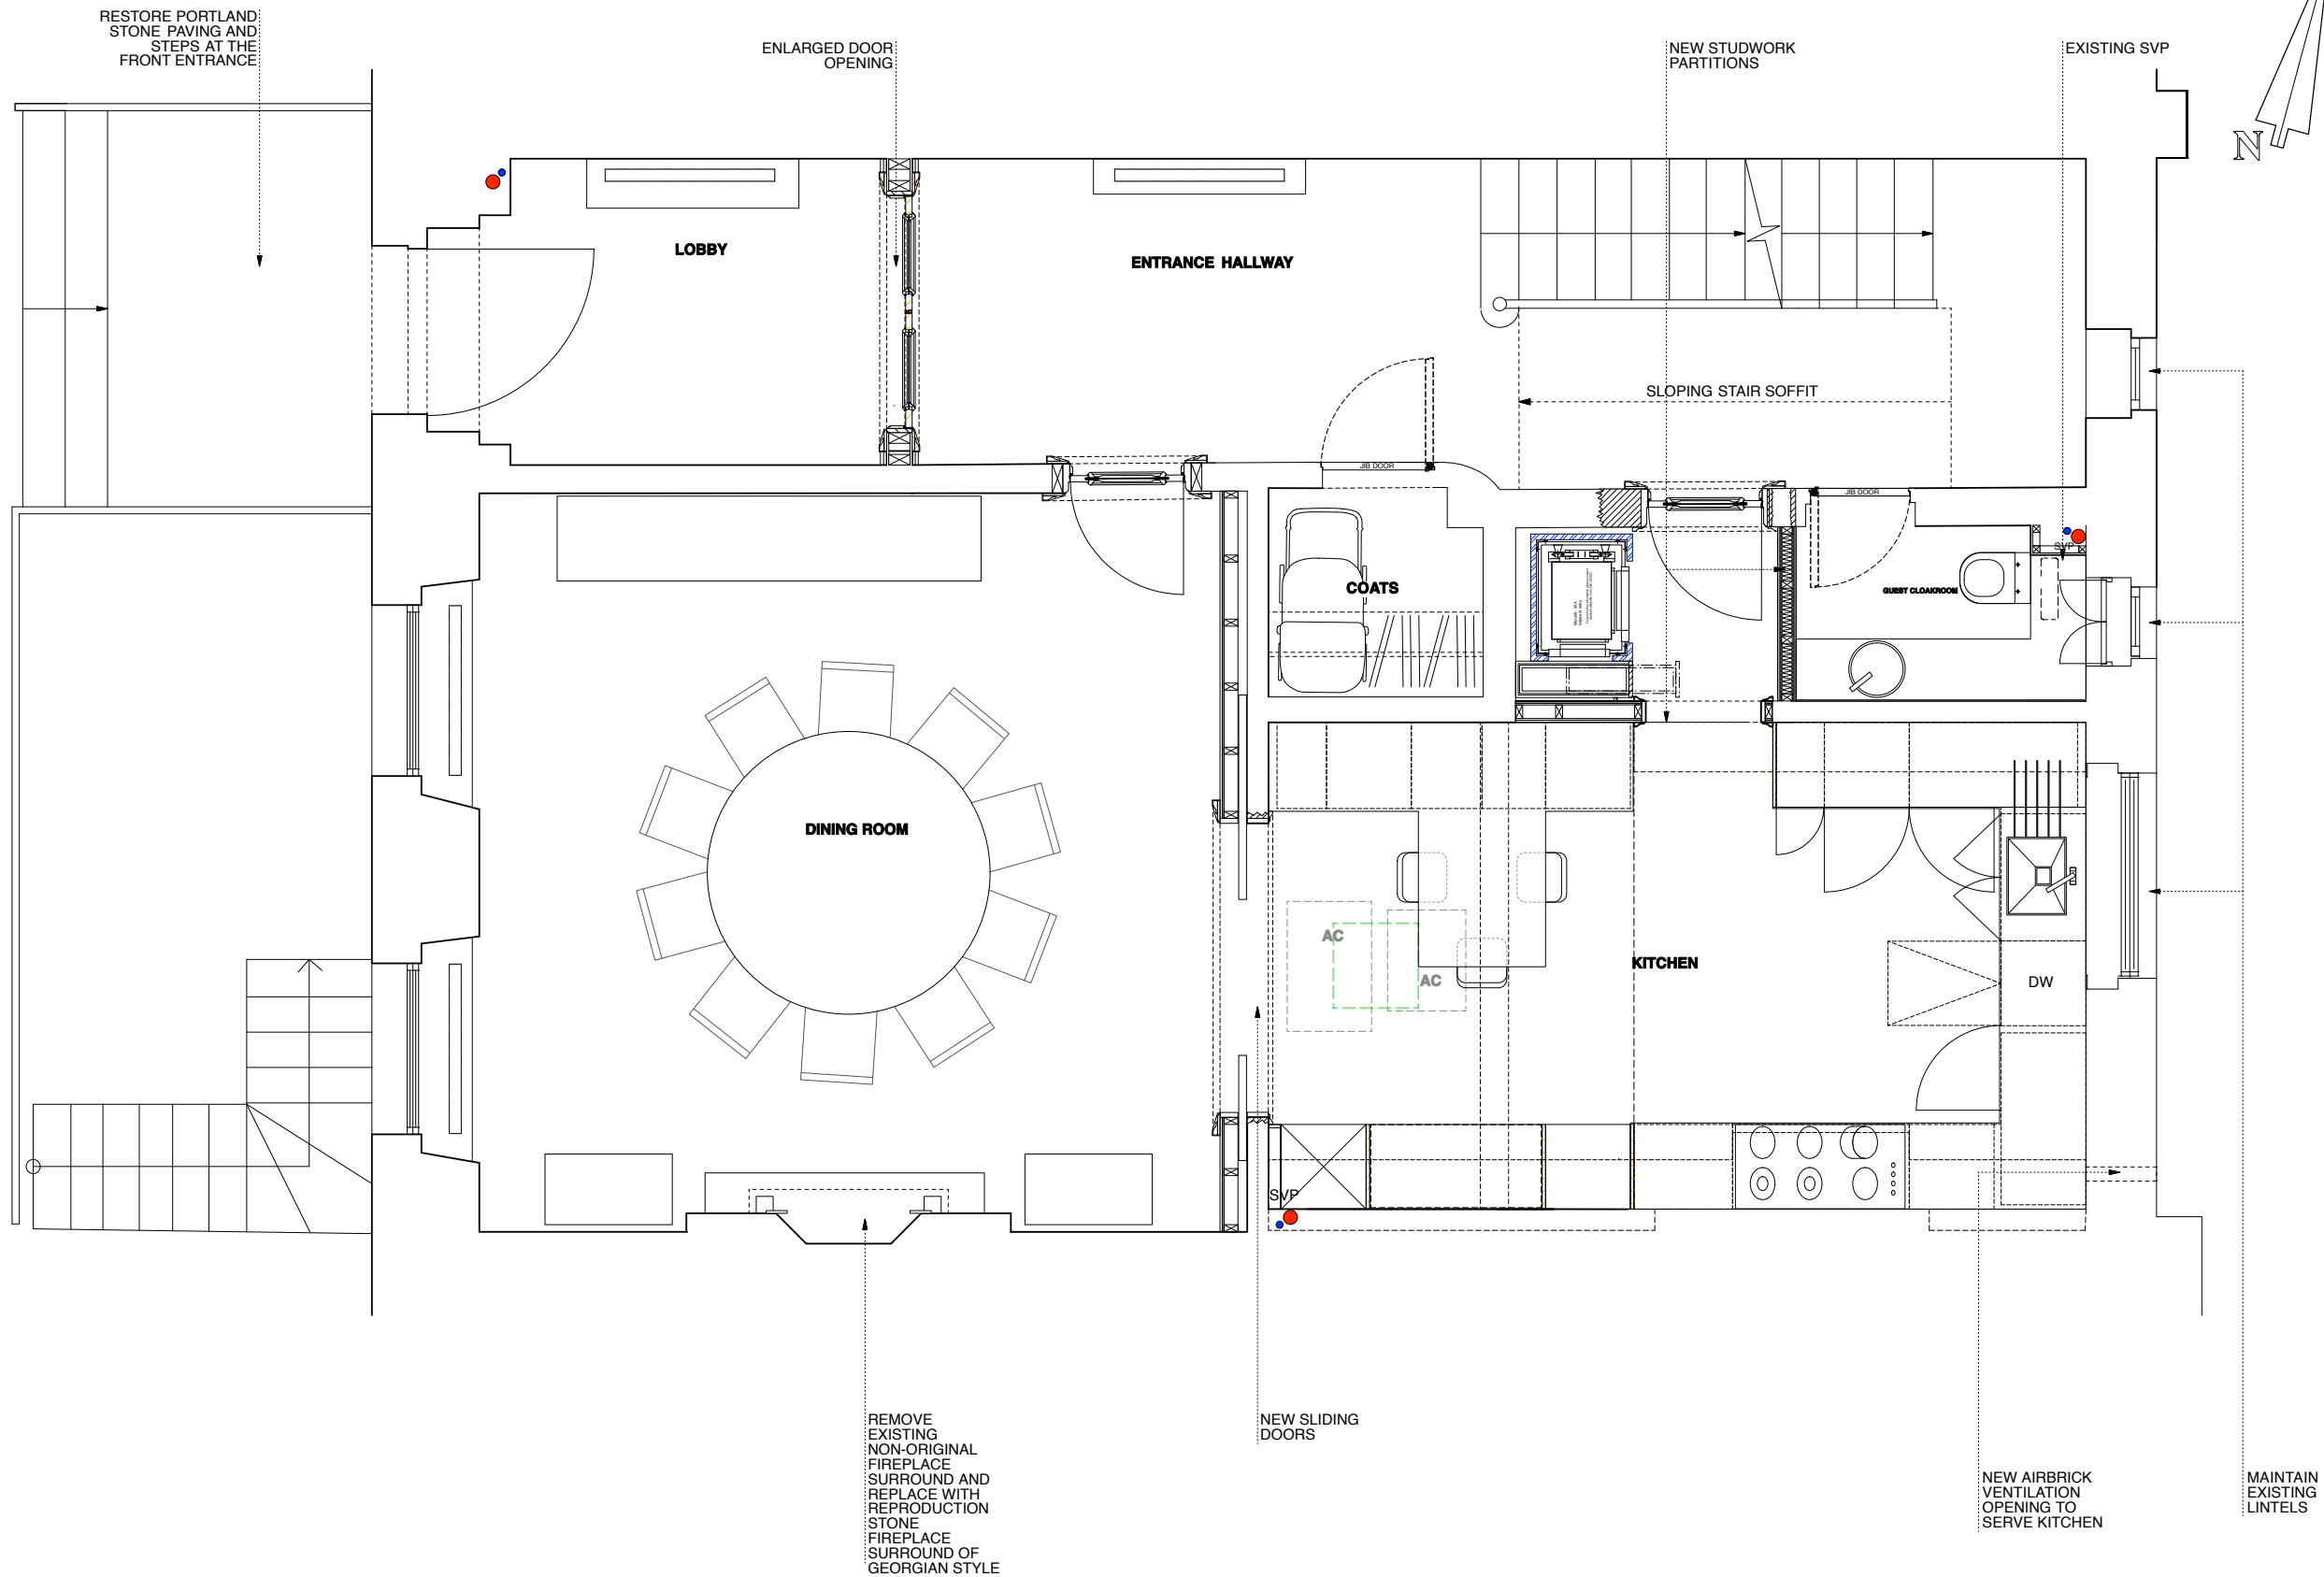 RESTORE PORTLAND
STONE PAVING AND
STEPS AT THE
FRONT ENTRANCE
ENLARGED DOOR
OPENING
NEW STUDWORK
PARTITIONS
EXISTING SVP
N
LOBBY
ENTRANCE HALLWAY
SLOPING STAIR SOFFIT
JIB DOOR
JIB DOOR
SVP
COATS
GUEST CLOAKROOM
DINING ROOM
AC
AC
KITCHEN
DW
SVP
REMOVE
EXISTING
NON-ORIGINAL
FIREPLACE
SURROUND AND
REPLACE WITH
REPRODUCTION
STONE
FIREPLACE
SURROUND OF
GEORGIAN STYLE
NEW SLIDING
DOORS
NEW AIRBRICK
VENTILATION
OPENING TO
SERVE KITCHEN
MAINTAIN
EXISTING
LINTELS